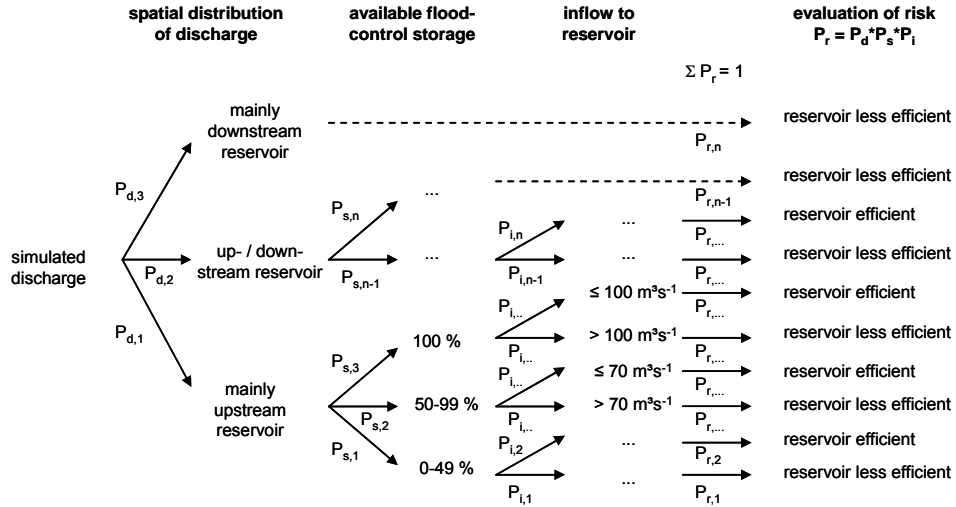 spatial distribution of discharge
available flood-control storage
inflow to reservoir
evaluation of risk
P_r = P_d*P_s*P_i
Σ P_r = 1
mainly downstream reservoir
P_r,n
reservoir less efficient
P_d,3
P_s,n
...
P_r,n-1
reservoir less efficient
P_i,n
...
P_r,...
reservoir efficient
simulated discharge
P_d,2
up- / down-stream reservoir
P_s,n-1
...
P_i,n-1
...
P_r,...
reservoir less efficient
P_d,1
P_i,..
≤ 100 m³s⁻¹
P_r,...
reservoir efficient
P_s,3
100 %
P_i,..
> 100 m³s⁻¹
P_r,...
reservoir less efficient
P_i,..
≤ 70 m³s⁻¹
P_r,...
reservoir efficient
mainly upstream reservoir
P_s,2
50-99 %
P_i,..
> 70 m³s⁻¹
P_r,...
reservoir less efficient
P_s,1
P_i,2
...
P_r,2
reservoir efficient
0-49 %
P_i,1
...
P_r,1
reservoir less efficient